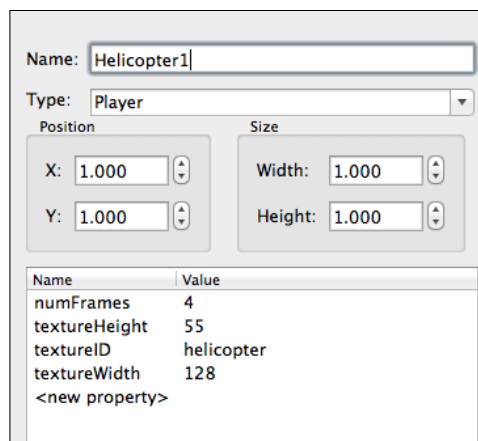 Name: Helicopter1
Type: Player
Position Size
X: 1.000 Width: 1.000
Y: 1.000 Height: 1.000
Name Value
numFrames 4
textureHeight 55
textureID helicopter
textureWidth 128
<new property>